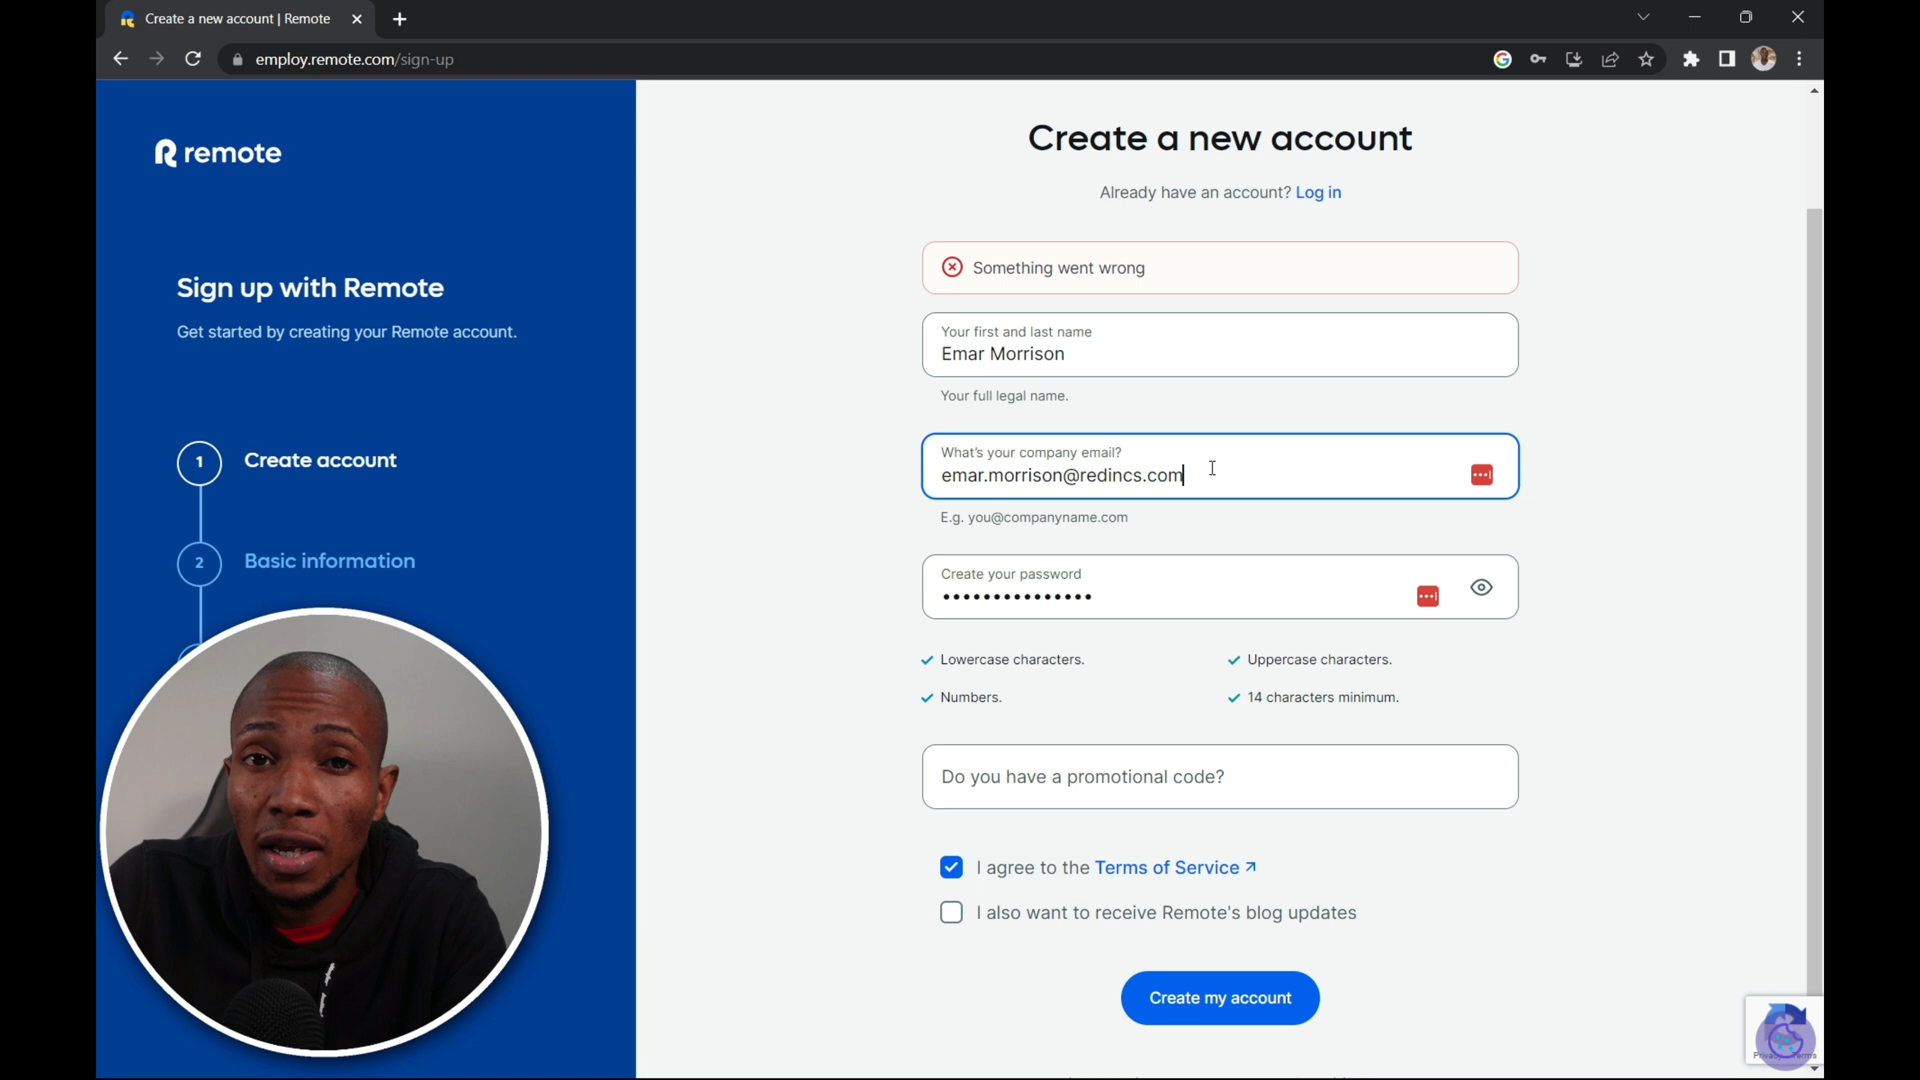 Create a new account | Remote
employ.remote.com/sign-up
remote
Sign up with Remote
Get started by creating your Remote account.
1 Create account
2 Basic information
Create a new account
Already have an account? Log in
Something went wrong
Your first and last name
Emar Morrison
Your full legal name.
What's your company email?
emar.morrison@redincs.com
E.g. you@companyname.com
Create your password
•••••••••••••••
Lowercase characters.
Uppercase characters.
Numbers.
14 characters minimum.
Do you have a promotional code?
I agree to the Terms of Service
I also want to receive Remote's blog updates
Create my account